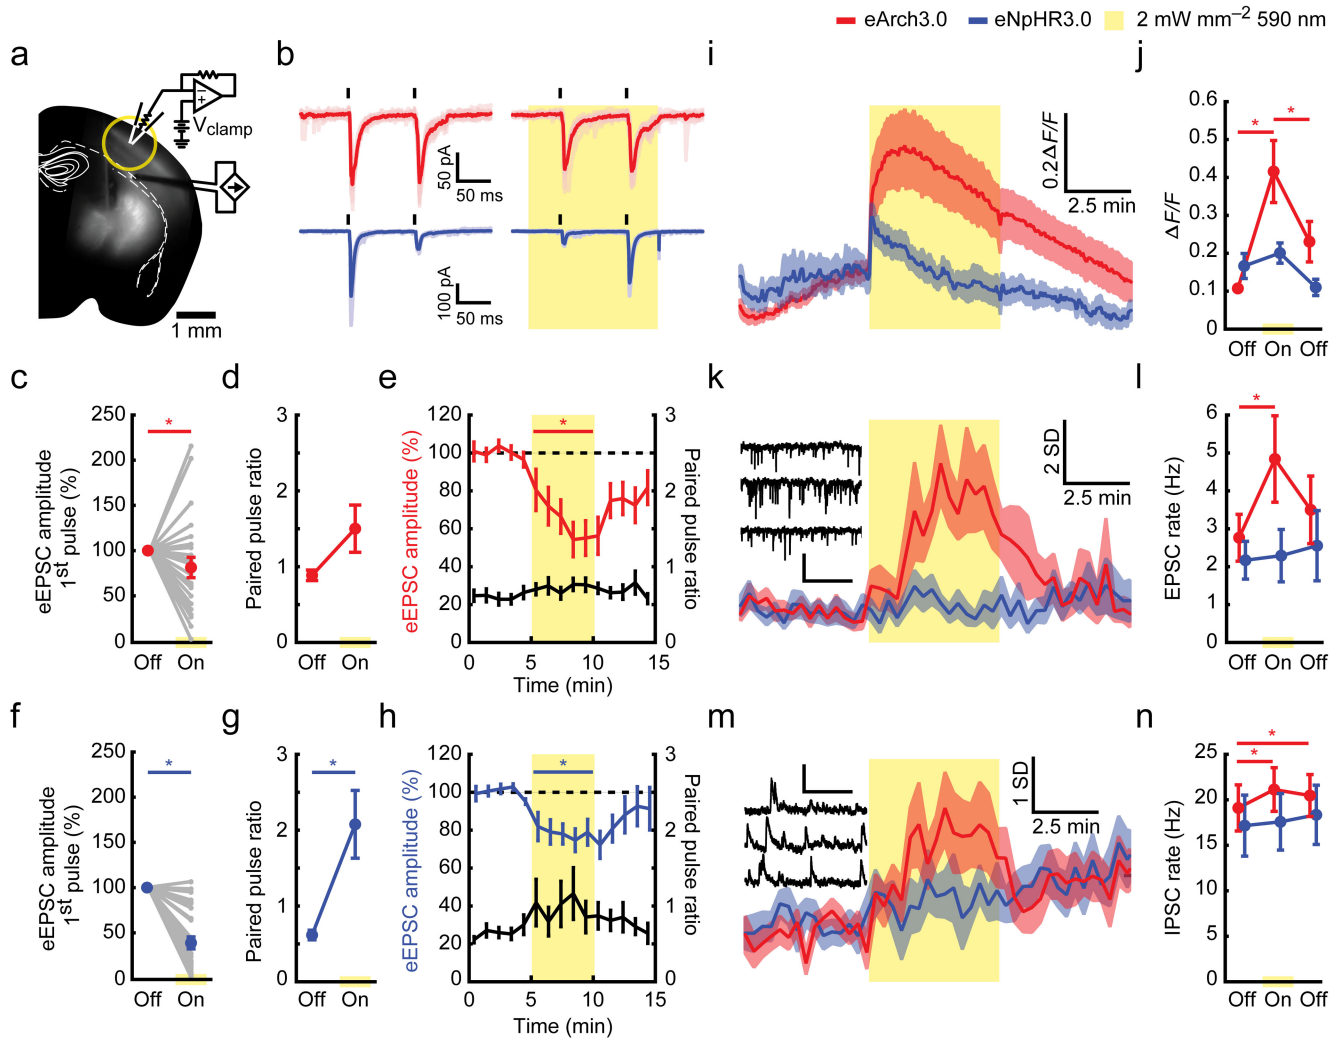 eArch3.0 eNpHR3.0 2 mW mm–2 590 nm
a
Vclamp
1 mm
b
50 pA
50 ms
100 pA
50 ms
i
0.2ΔF/F
2.5 min
j
ΔF/F
0.6
0.5
0.4
0.3
0.2
0.1
0
*
*
Off On Off
c
eEPSC amplitude
1st pulse (%)
250
200
150
100
50
0
*
Off On
d
Paired pulse ratio
3
2
1
0
Off On
e
eEPSC amplitude (%)
120
100
80
60
40
20
0
*
3
2
1
0
Paired pulse ratio
0 5 10 15
Time (min)
k
2 SD
2.5 min
l
EPSC rate (Hz)
6
5
4
3
2
1
0
*
Off On Off
f
eEPSC amplitude
1st pulse (%)
250
200
150
100
50
0
*
Off On
g
Paired pulse ratio
3
2
1
0
*
Off On
h
eEPSC amplitude (%)
120
100
80
60
40
20
0
*
3
2
1
0
Paired pulse ratio
0 5 10 15
Time (min)
m
1 SD
2.5 min
n
IPSC rate (Hz)
25
20
15
10
5
0
*
*
Off On Off